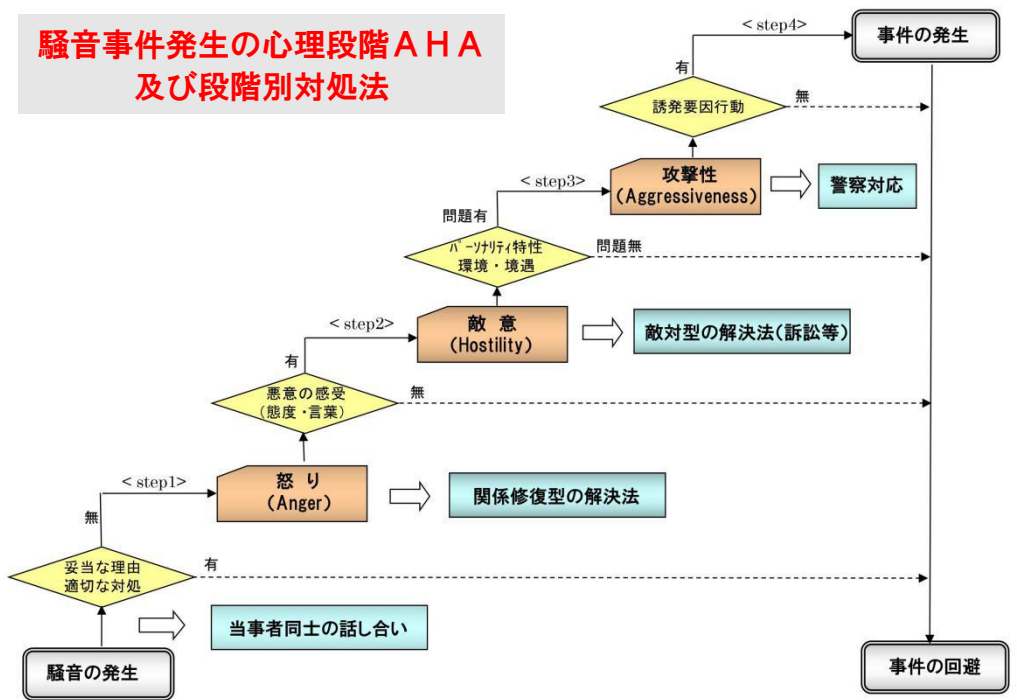 騒音事件発生の心理段階AHA
及び段階別対処法
<step4>
事件の発生
有
誘発要因行動
無
<step3>
攻撃性
(Aggressiveness)
警察対応
問題有
パーソナリティ特性
環境・境遇
問題無
<step2>
敵 意
(Hostility)
敵対型の解決法(訴訟等)
有
悪意の感受
(態度・言葉)
無
<step1>
怒 り
(Anger)
関係修復型の解決法
無
妥当な理由
適切な対処
有
当事者同士の話し合い
騒音の発生
事件の回避